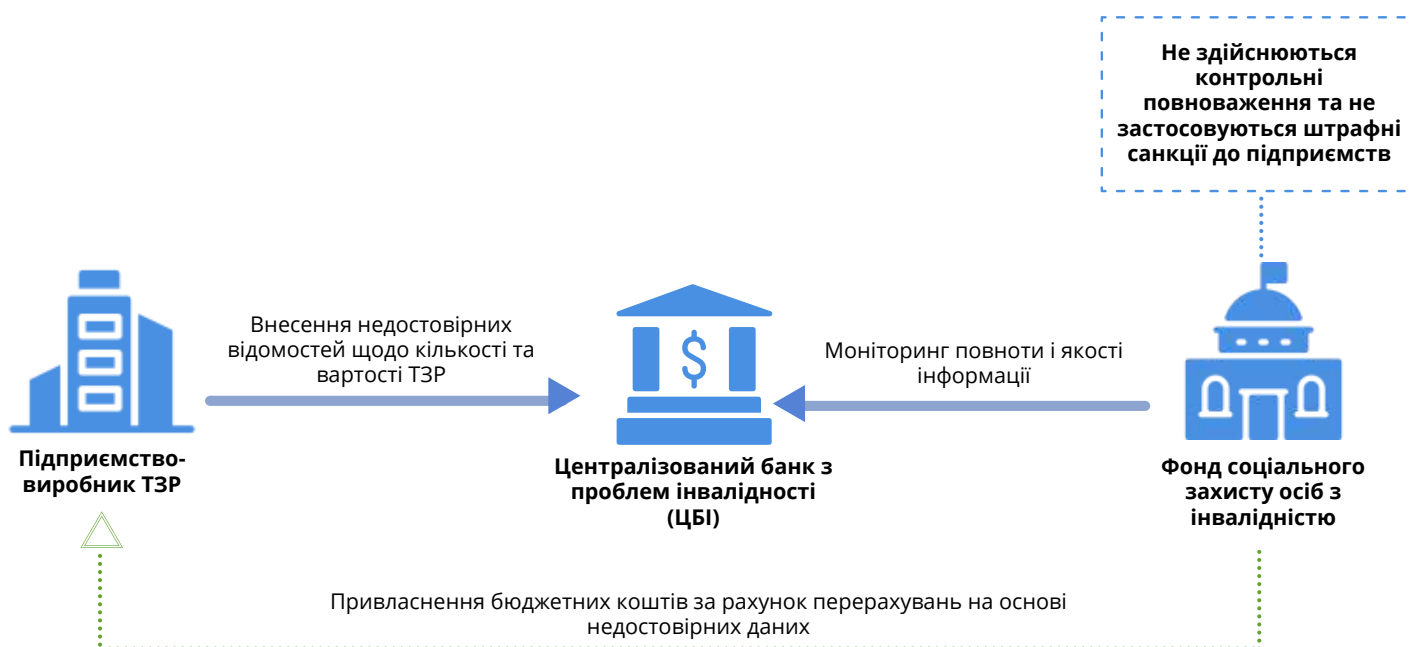 Не здійснюються
контрольні
повноваження та не
застосовуються штрафні
санкції до підприємств
Внесення недостовірних
відомостей щодо кількості та
вартості ТЗР
$
Моніторинг повноти і якості
інформації
Підприємство-
виробник ТЗР
Централізований банк з
проблем інвалідності
(ЦБІ)
Фонд соціального
захисту осіб з
інвалідністю
Привласнення бюджетних коштів за рахунок перерахувань на основі
недостовірних даних